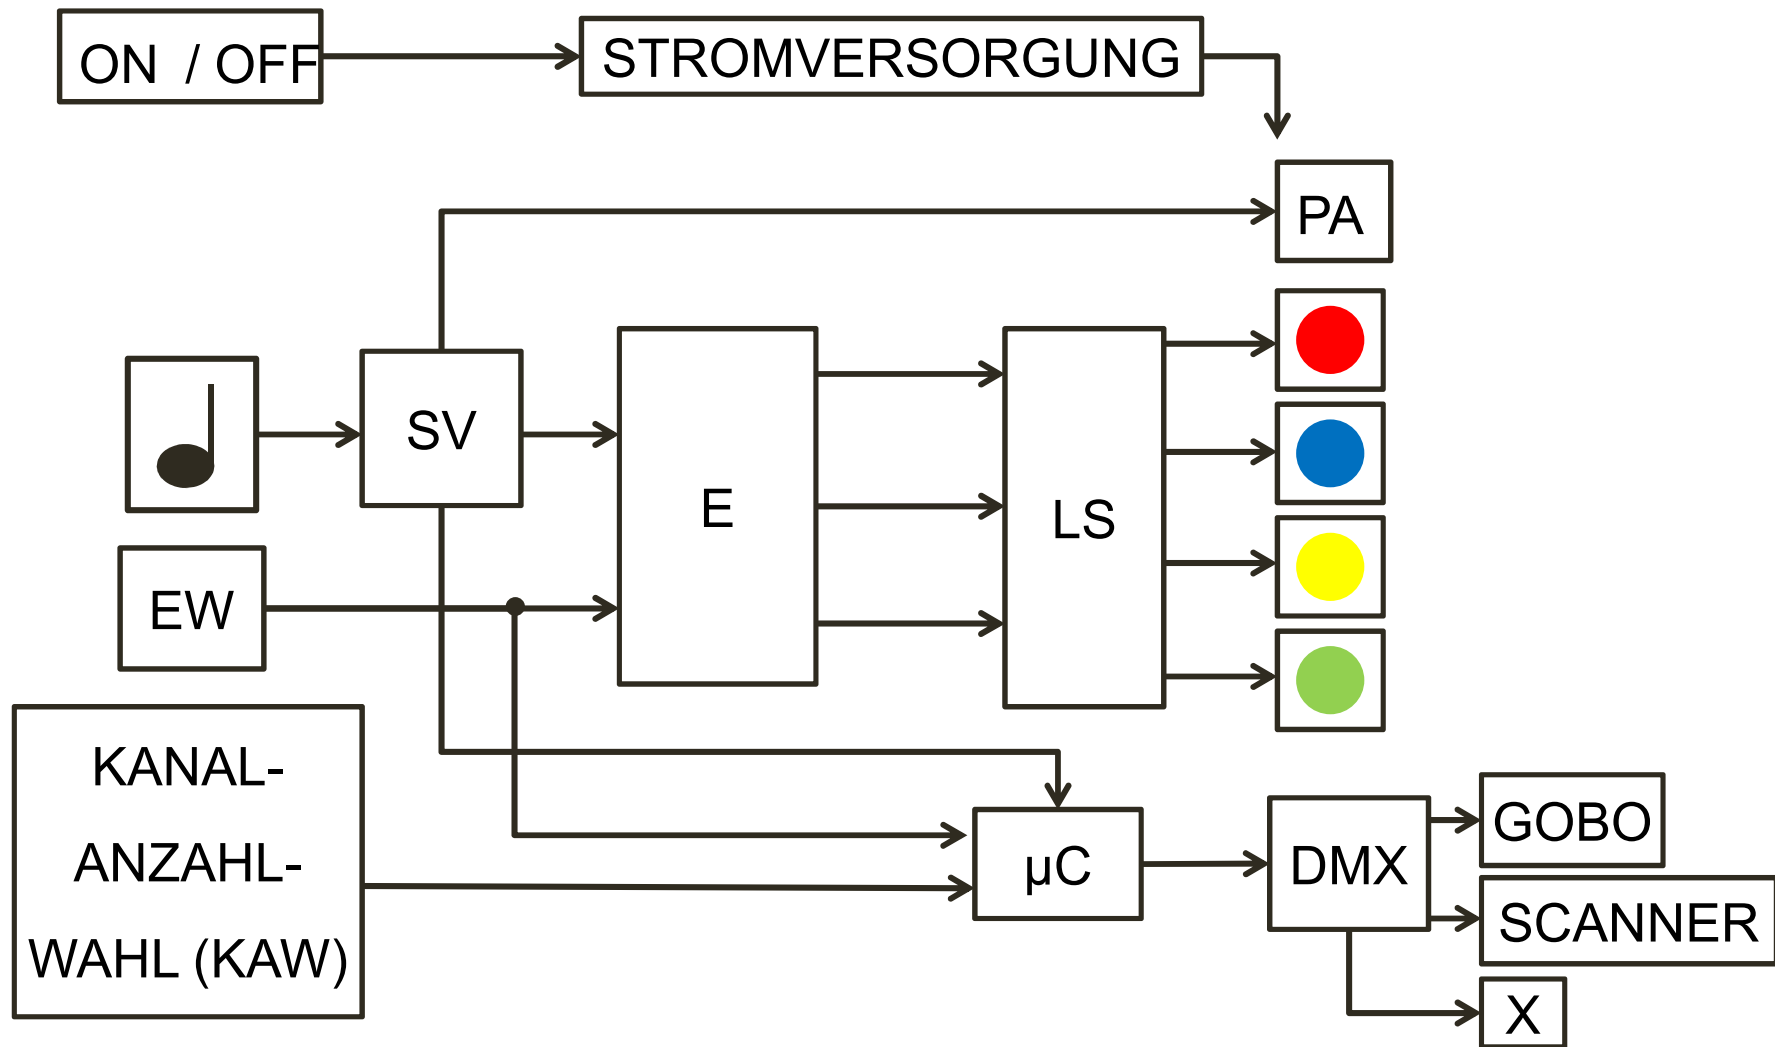 ON / OFF
STROMVERSORGUNG
PA
SV
E
LS
EW
KANAL-
ANZAHL-
WAHL (KAW)
µC
DMX
GOBO
SCANNER
X